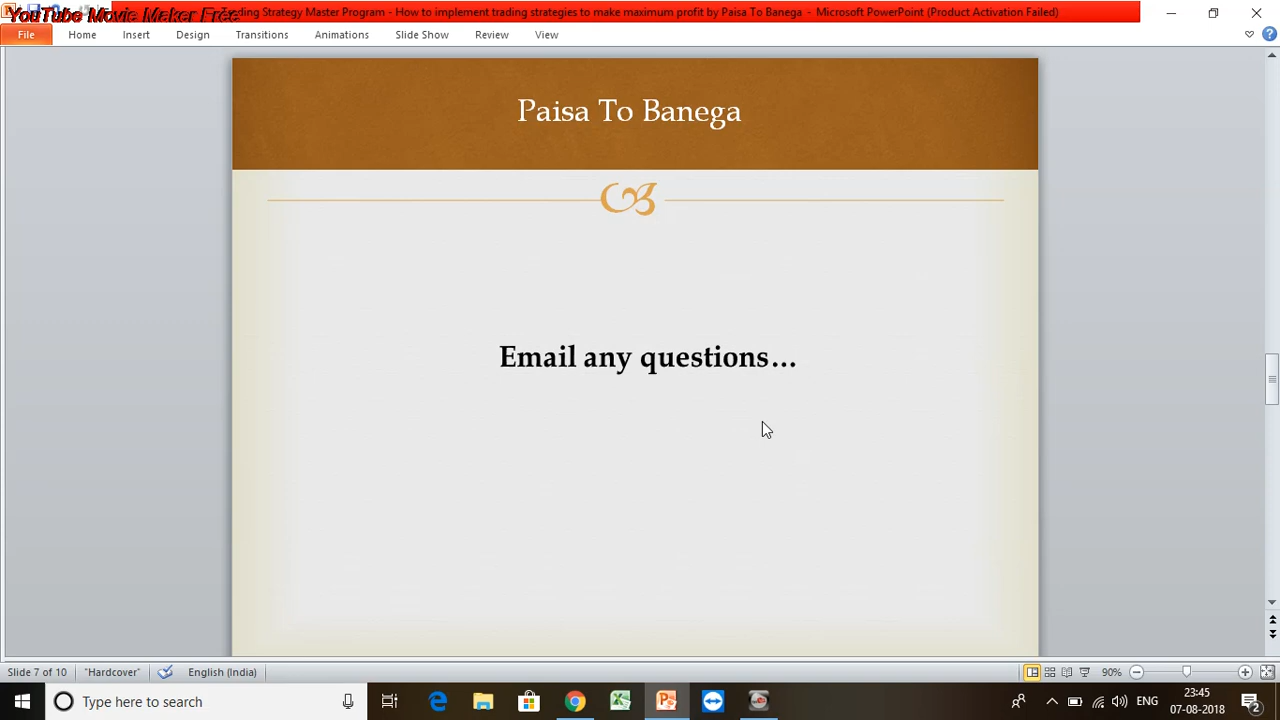 YouTube Movie Maker Free
ding Strategy Master Program - How to implement trading strategies to make maximum profit by Paisa To Banega - Microsoft PowerPoint (Product Activation Failed)
File Home Insert Design Transitions Animations Slide Show Review View
Paisa To Banega
Email any questions...
Slide 7 of 10 "Hardcover" English (India) 90%
Type here to search ENG 23:45
07-08-2018 2